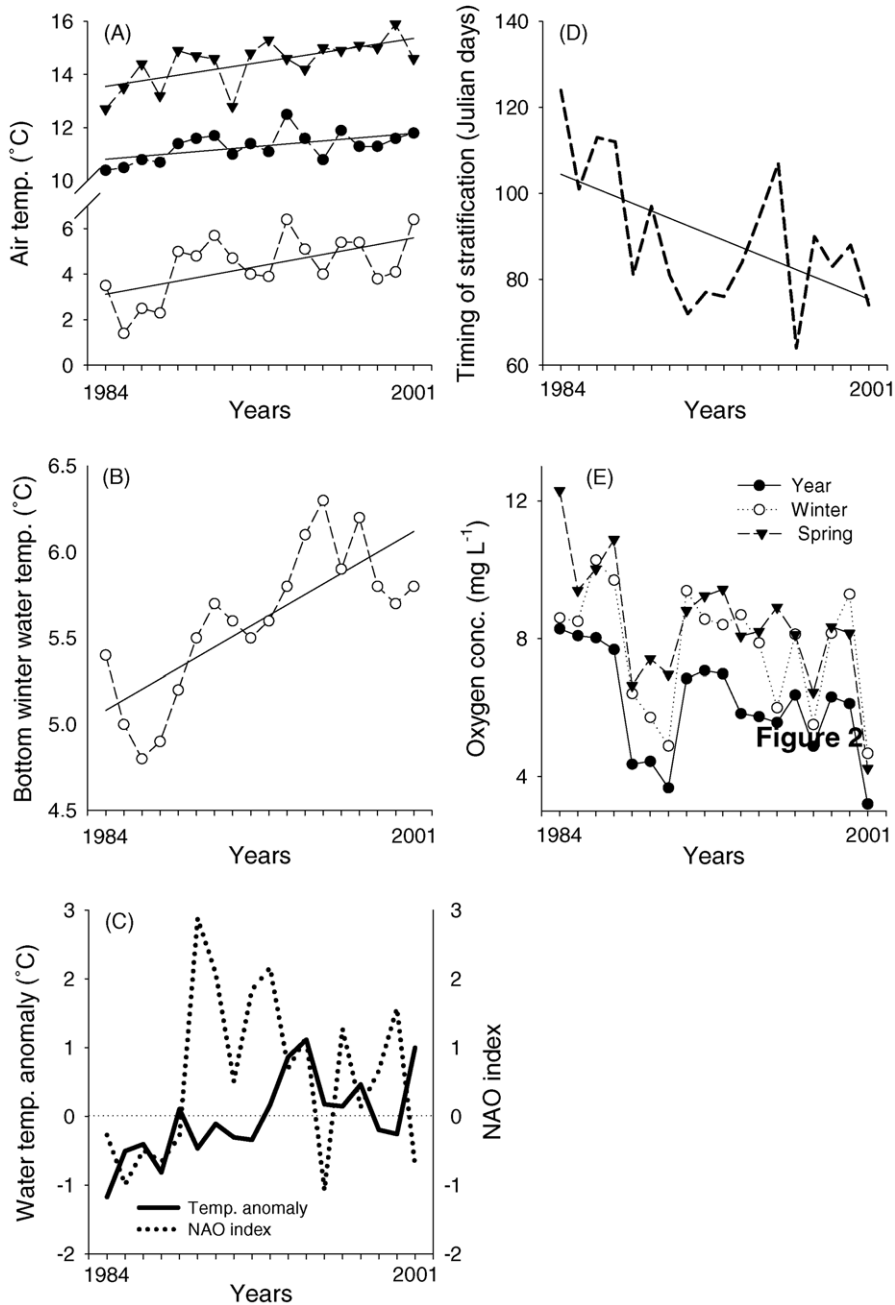 (A)
16
14
12
10
6
4
2
0
Air temp. (˚C)
1984
2001
Years
(D)
140
120
100
80
60
Timing of stratification (Julian days)
1984
2001
Years
(B)
6.5
6.0
5.5
5.0
4.5
Bottom winter water temp. (˚C)
1984
2001
Years
(E)
12
8
4
Oxygen conc. (mg L⁻¹)
Year
Winter
Spring
Figure 2
1984
2001
Years
(C)
3
2
1
0
-1
-2
Water temp. anomaly (˚C)
3
2
1
0
-1
-2
NAO index
Temp. anomaly
NAO index
1984
2001
Years